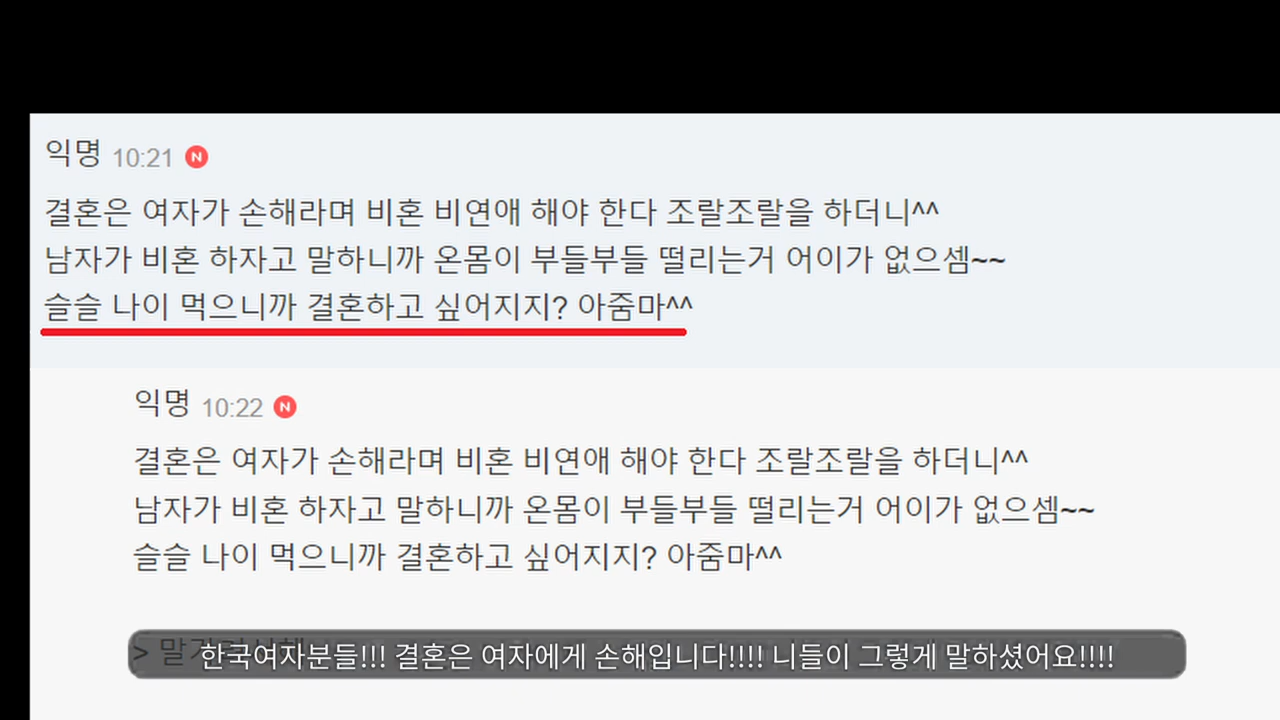 익명 10:21 N
결혼은 여자가 손해라며 비혼 비연애 해야 한다 조랄조랄을 하더니^^
남자가 비혼 하자고 말하니까 온몸이 부들부들 떨리는거 어이가 없으셈~~
슬슬 나이 먹으니까 결혼하고 싶어지지? 아줌마^^
익명 10:22 N
결혼은 여자가 손해라며 비혼 비연애 해야 한다 조랄조랄을 하더니^^
남자가 비혼 하자고 말하니까 온몸이 부들부들 떨리는거 어이가 없으셈~~
슬슬 나이 먹으니까 결혼하고 싶어지지? 아줌마^^
한국여자분들!!! 결혼은 여자에게 손해입니다!!!! 니들이 그렇게 말하셨어요!!!!